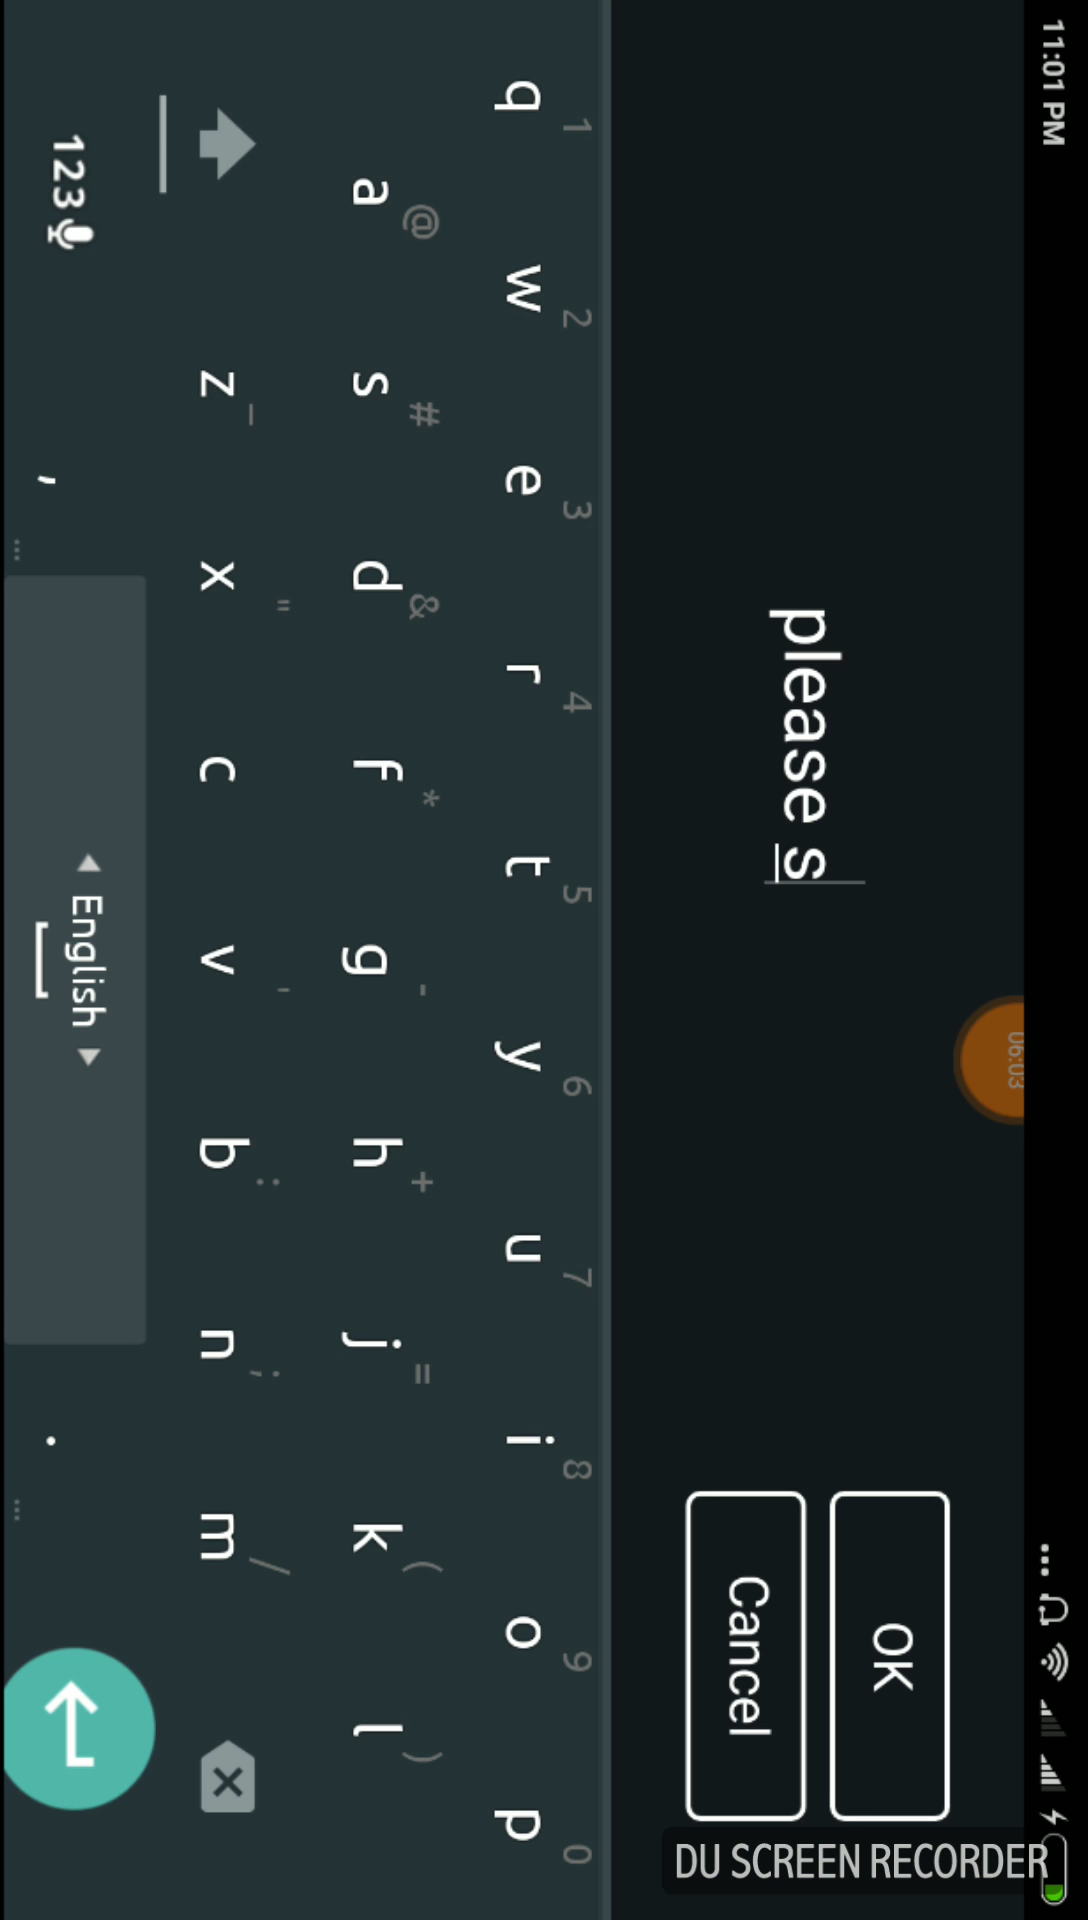 11:01 PM
please s
06:03
OK
Cancel
DU SCREEN RECORDER
1 2 3 4 5 6 7 8 9 0
q w e r t y u i o p
@ # & * - + = ( )
a s d f g h j k l
_ " ' : ; /
z x c v b n m
123 , ... English . ...